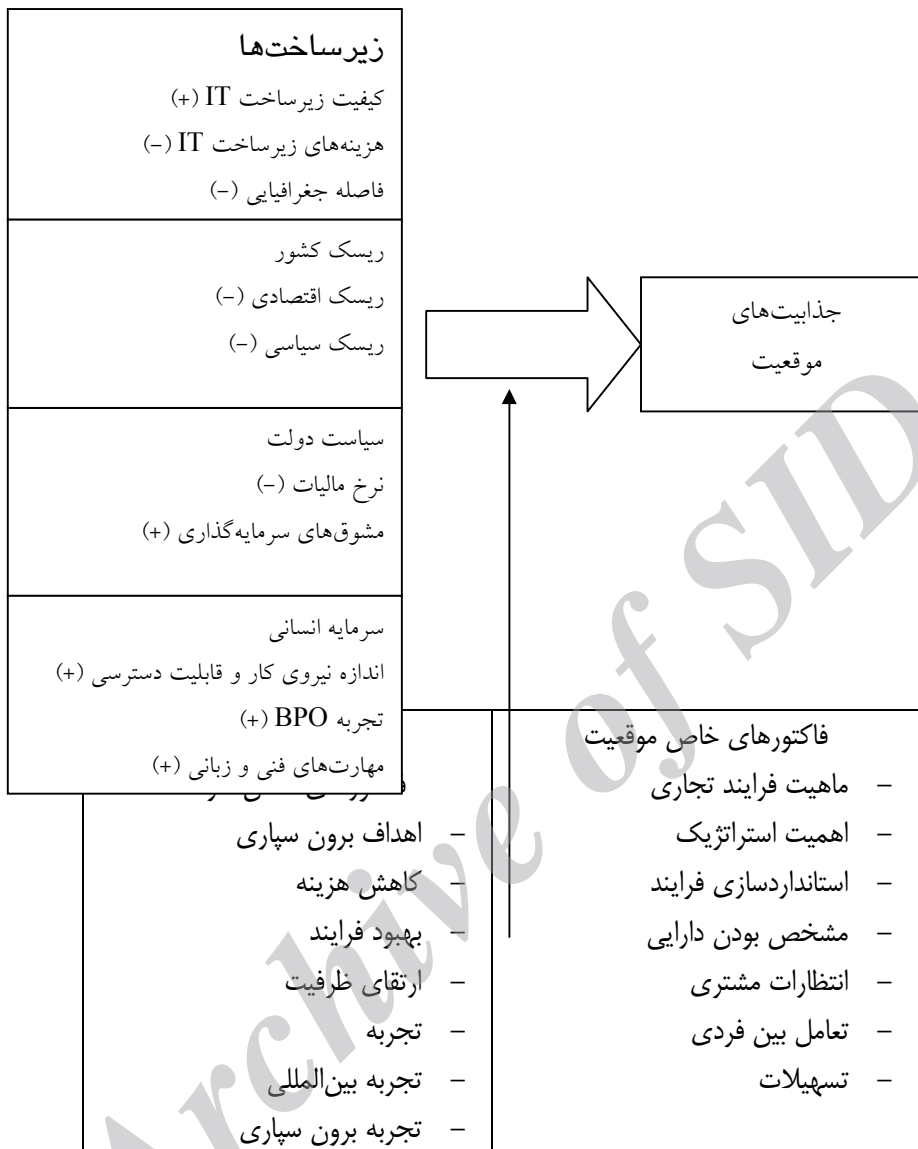 زیرساخت‌ها
کیفیت زیرساخت IT (+)
هزینه‌های زیرساخت IT (–)
فاصله جغرافیایی (–)
ریسک کشور
ریسک اقتصادی (–)
ریسک سیاسی (–)
سیاست دولت
نرخ مالیات (–)
مشوق‌های سرمایه‌گذاری (+)
سرمایه انسانی
اندازه نیروی کار و قابلیت دسترسی (+)
تجربه BPO (+)
مهارت‌های فنی و زبانی (+)
جذابیت‌های
موقعیت
فاکتورهای خاص موقعیت
– ماهیت فرایند تجاری
– اهمیت استراتژیک
– استانداردسازی فرایند
– مشخص بودن دارایی
– انتظارات مشتری
– تعامل بین فردی
– تسهیلات
– اهداف برون سپاری
– کاهش هزینه
– بهبود فرایند
– ارتقای ظرفیت
– تجربه
– تجربه بین‌المللی
– تجربه برون سپاری
Archive of SID